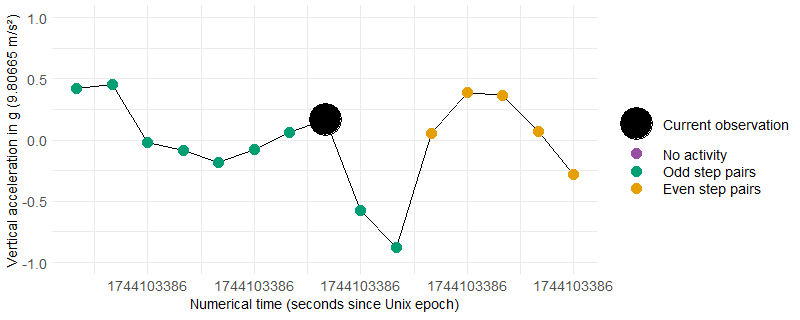 Vertical acceleration in g (9.80665 m/s²)
1.0
0.5
0.0
-0.5
-1.0
1744103386 1744103386 1744103386 1744103386 1744103386
Numerical time (seconds since Unix epoch)
Current observation
No activity
Odd step pairs
Even step pairs